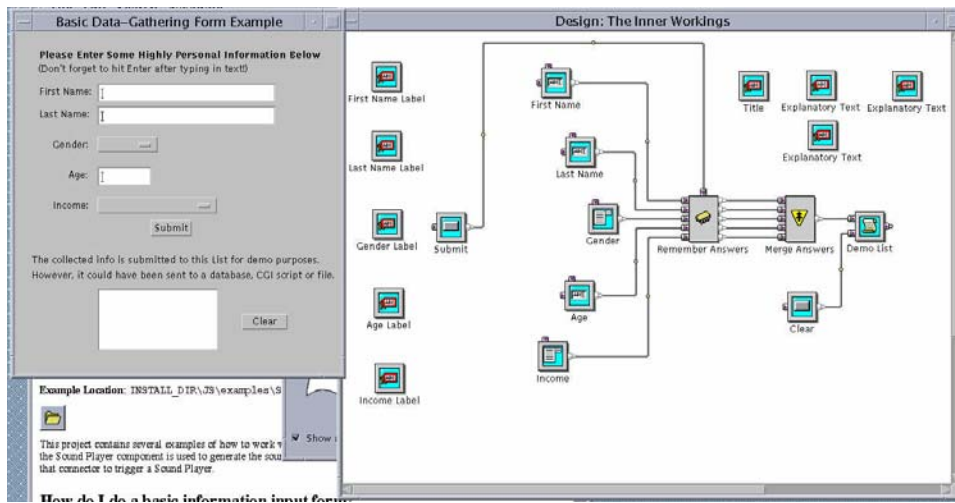 Basic Data-Gathering Form Example
Please Enter Some Highly Personal Information Below
(Don't forget to hit Enter after typing in text!)
First Name:
Last Name:
Gender:
Age:
Income:
Submit
The collected info is submitted to this List for demo purposes.
However, it could have been sent to a database, CGI script or file.
Clear
Example Location: INSTALL_DIR\JS\examples\S
This project contains several examples of how to work
the Sound Player component is used to generate the
that connector to trigger a Sound Player.
Show
How do I do a basic information input
Design: The Inner Workings
First Name Label
Last Name Label
Gender Label
Age Label
Income Label
Submit
First Name
Last Name
Gender
Age
Income
Remember Answers
Merge Answers
Demo List
Clear
Title
Explanatory Text
Explanatory Text
Explanatory Text